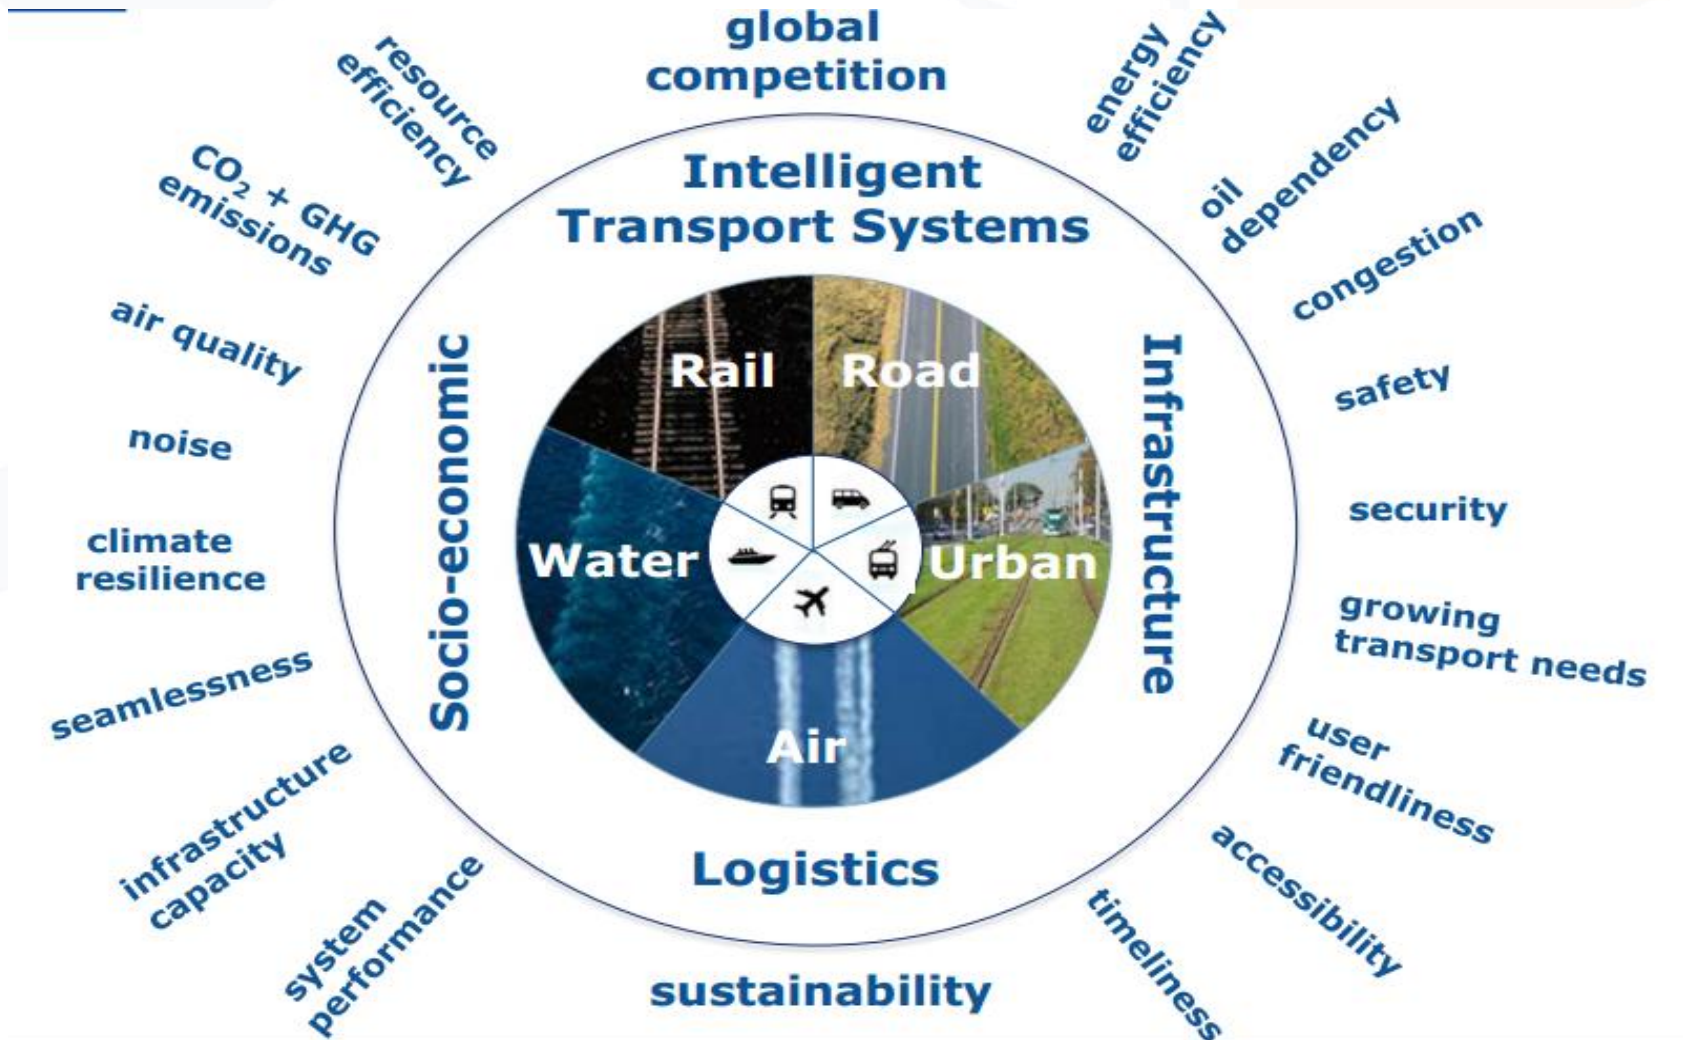 global
competition
energy
efficiency
oil
dependency
congestion
safety
security
growing
transport needs
user
friendliness
accessibility
timeliness
sustainability
system
performance
infrastructure
capacity
seamlessness
climate
resilience
noise
air quality
CO₂ + GHG
emissions
resource
efficiency
Intelligent
Transport Systems
Infrastructure
Logistics
Socio-economic
Rail
Road
Urban
Air
Water